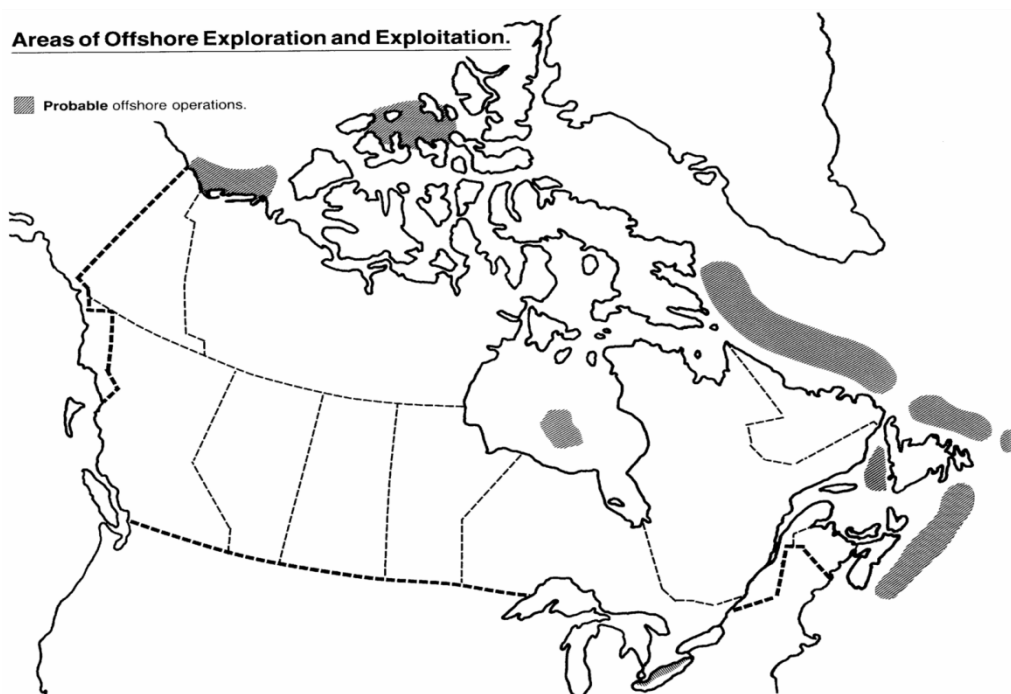 Areas of Offshore Exploration and Exploitation.
Probable offshore operations.